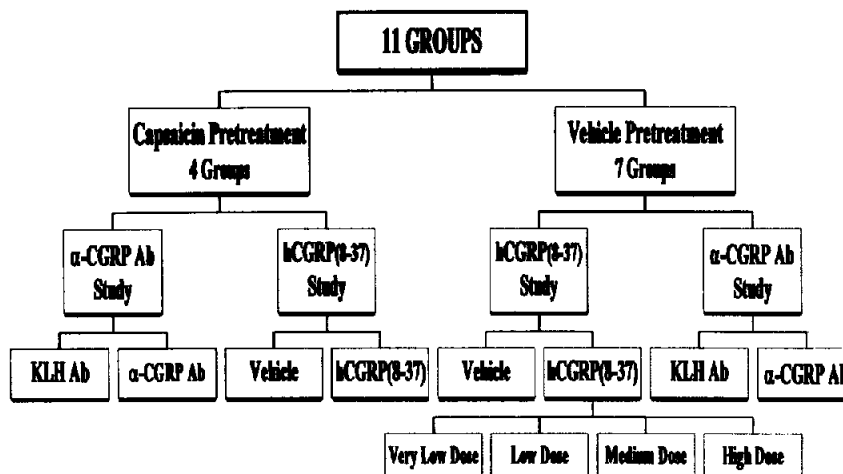 11 GROUPS
Capsaicin Pretreatment
4 Groups
Vehicle Pretreatment
7 Groups
α-CGRP Ab
Study
hCGRP(8-37)
Study
hCGRP(8-37)
Study
α-CGRP Ab
Study
KLH Ab
α-CGRP Ab
Vehicle
hCGRP(8-37)
Vehicle
hCGRP(8-37)
KLH Ab
α-CGRP Ab
Very Low Dose
Low Dose
Medium Dose
High Dose